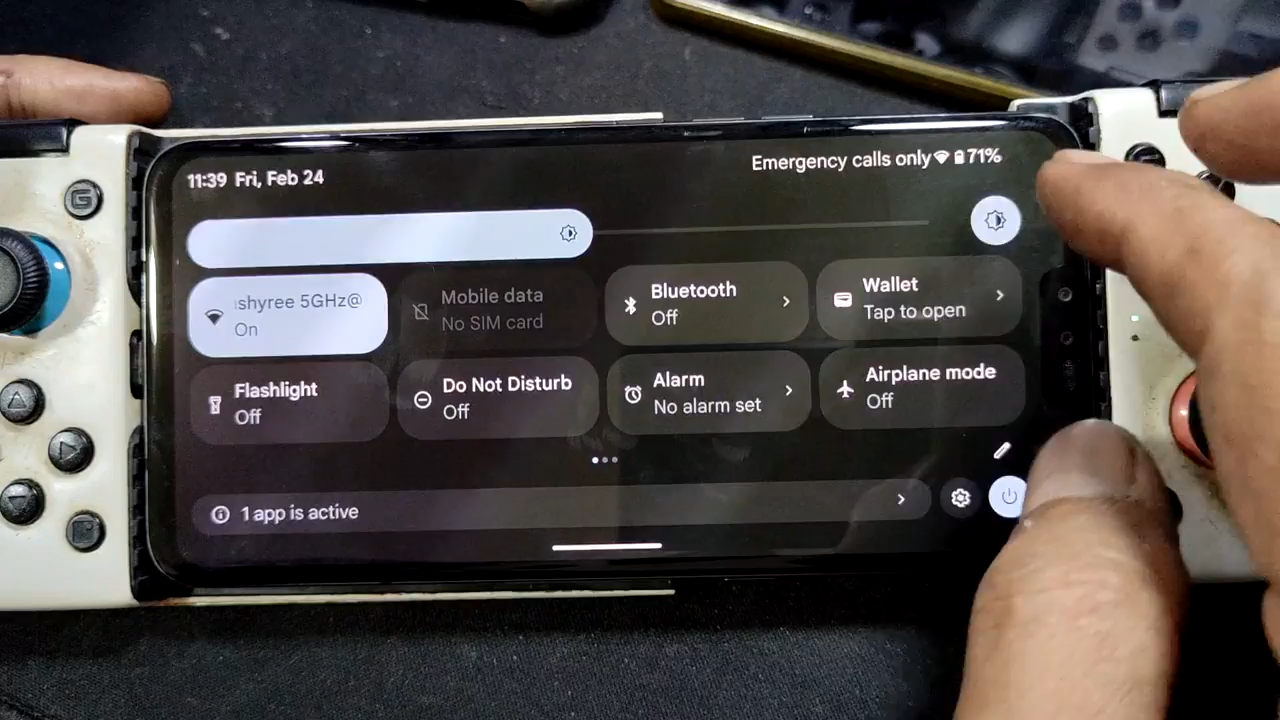 11:39 Fri, Feb 24
Emergency calls only 71%
shyree 5GHz@
On
Mobile data
No SIM card
Bluetooth
Off
Wallet
Tap to open
Flashlight
Off
Do Not Disturb
Off
Alarm
No alarm set
Airplane mode
Off
1 app is active
G